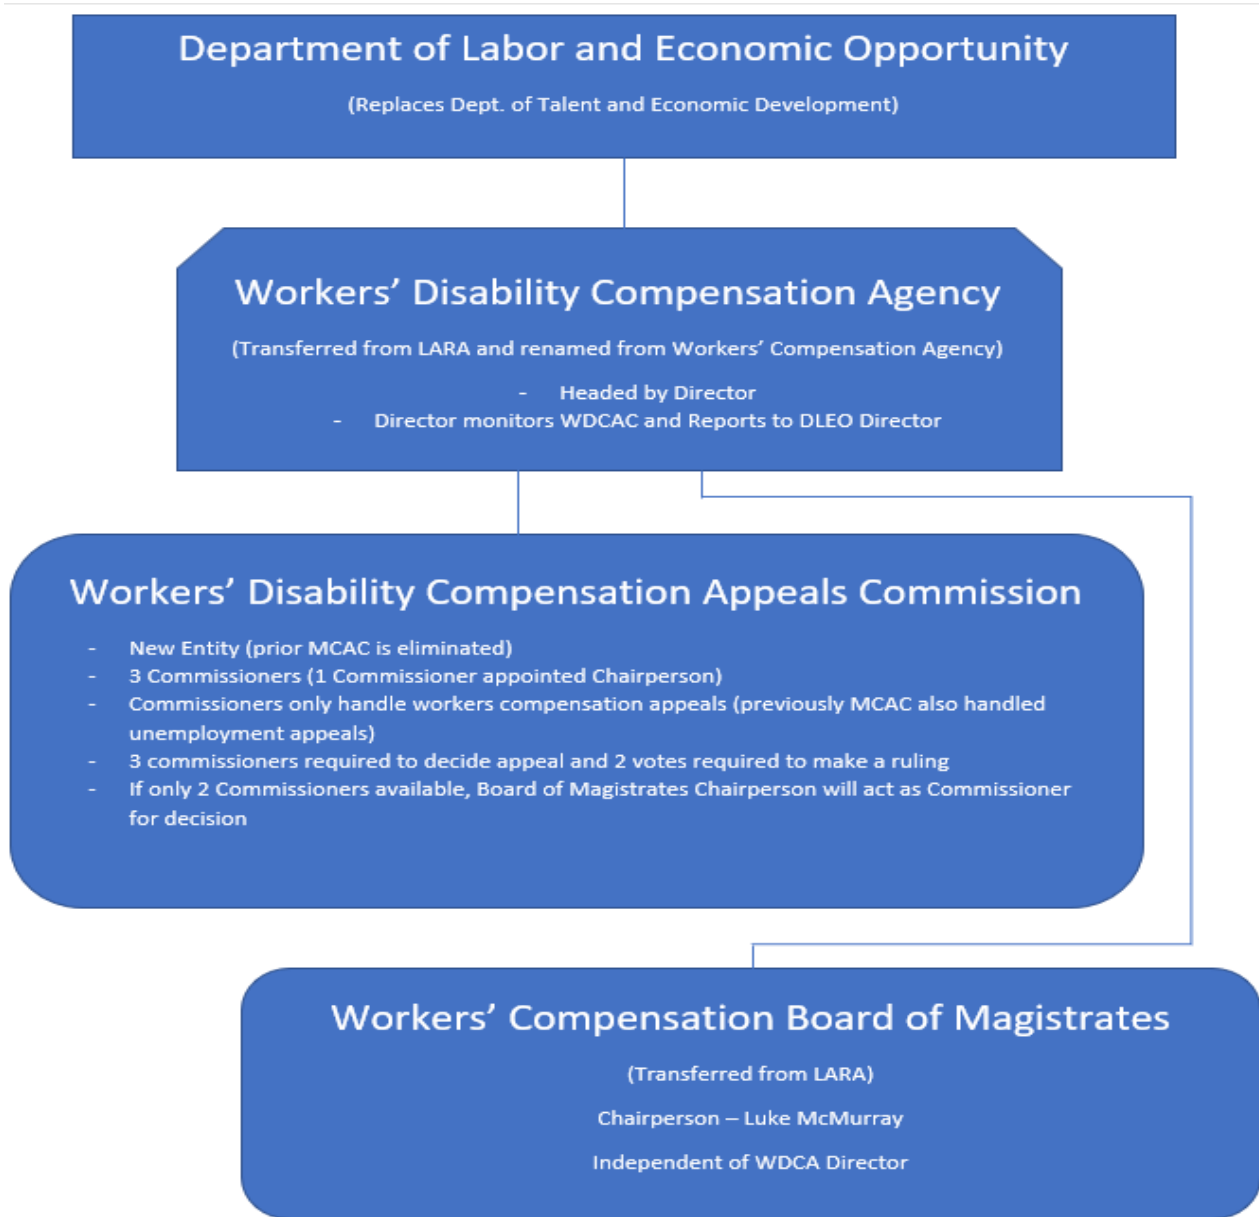 Department of Labor and Economic Opportunity
(Replaces Dept. of Talent and Economic Development)
Workers’ Disability Compensation Agency
(Transferred from LARA and renamed from Workers’ Compensation Agency)
- Headed by Director
- Director monitors WDCAC and Reports to DLEO Director
Workers’ Disability Compensation Appeals Commission
- New Entity (prior MCAC is eliminated)
- 3 Commissioners (1 Commissioner appointed Chairperson)
- Commissioners only handle workers compensation appeals (previously MCAC also handled
unemployment appeals)
- 3 commissioners required to decide appeal and 2 votes required to make a ruling
- If only 2 Commissioners available, Board of Magistrates Chairperson will act as Commissioner
for decision
Workers’ Compensation Board of Magistrates
(Transferred from LARA)
Chairperson – Luke McMurray
Independent of WDCA Director